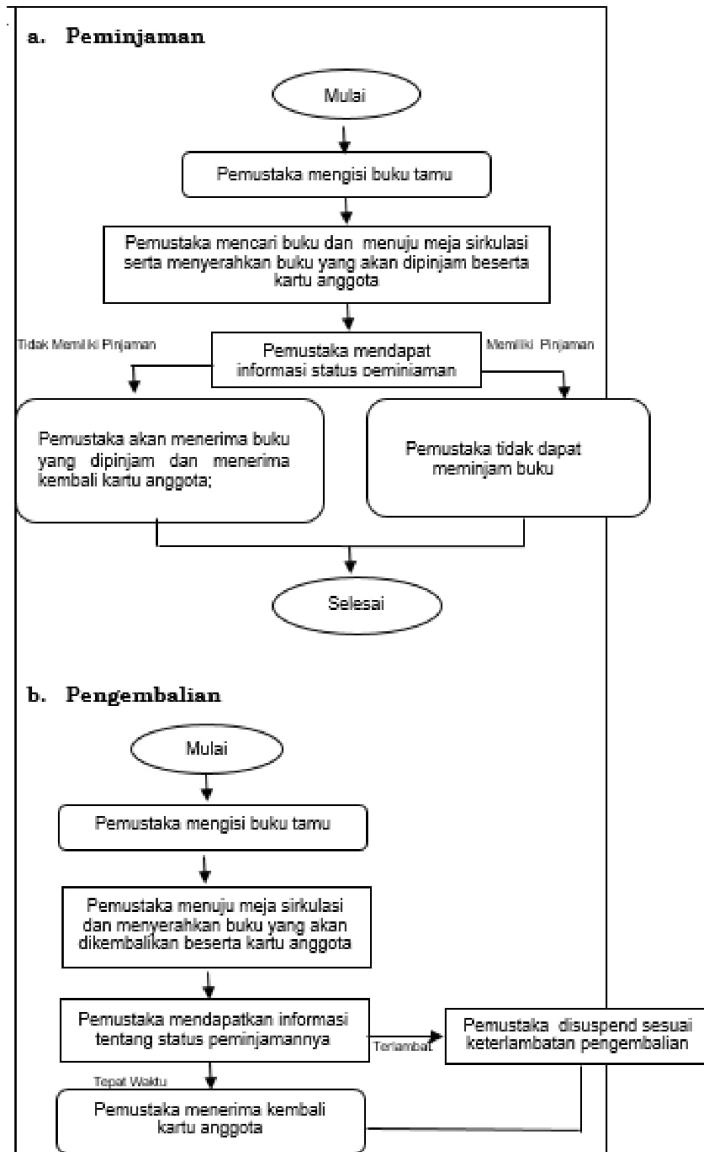 a. Peminjaman
Mulai
Pemustaka mengisi buku tamu
Pemustaka mencari buku dan menuju meja sirkulasi
serta menyerahkan buku yang akan dipinjam beserta
kartu anggota
Tidak Memiliki Pinjaman
Pemustaka mendapat
informasi status peminjaman
Memiliki Pinjaman
Pemustaka akan menerima buku
yang dipinjam dan menerima
kembali kartu anggota;
Pemustaka tidak dapat
meminjam buku
Selesai
b. Pengembalian
Mulai
Pemustaka mengisi buku tamu
Pemustaka menuju meja sirkulasi
dan menyerahkan buku yang akan
dikembalikan beserta kartu anggota
Pemustaka mendapatkan informasi
tentang status peminjamannya
Terlambat
Pemustaka disuspend sesuai
keterlambatan pengembalian
Tepat Waktu
Pemustaka menerima kembali
kartu anggota